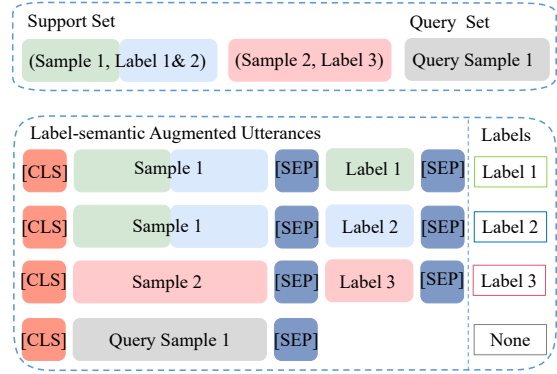 Support Set Query Set
(Sample 1, Label 1& 2) (Sample 2, Label 3) Query Sample 1
Label-semantic Augmented Utterances Labels
[CLS] Sample 1 [SEP] Label 1 [SEP] Label 1
[CLS] Sample 1 [SEP] Label 2 [SEP] Label 2
[CLS] Sample 2 [SEP] Label 3 [SEP] Label 3
[CLS] Query Sample 1 [SEP] None